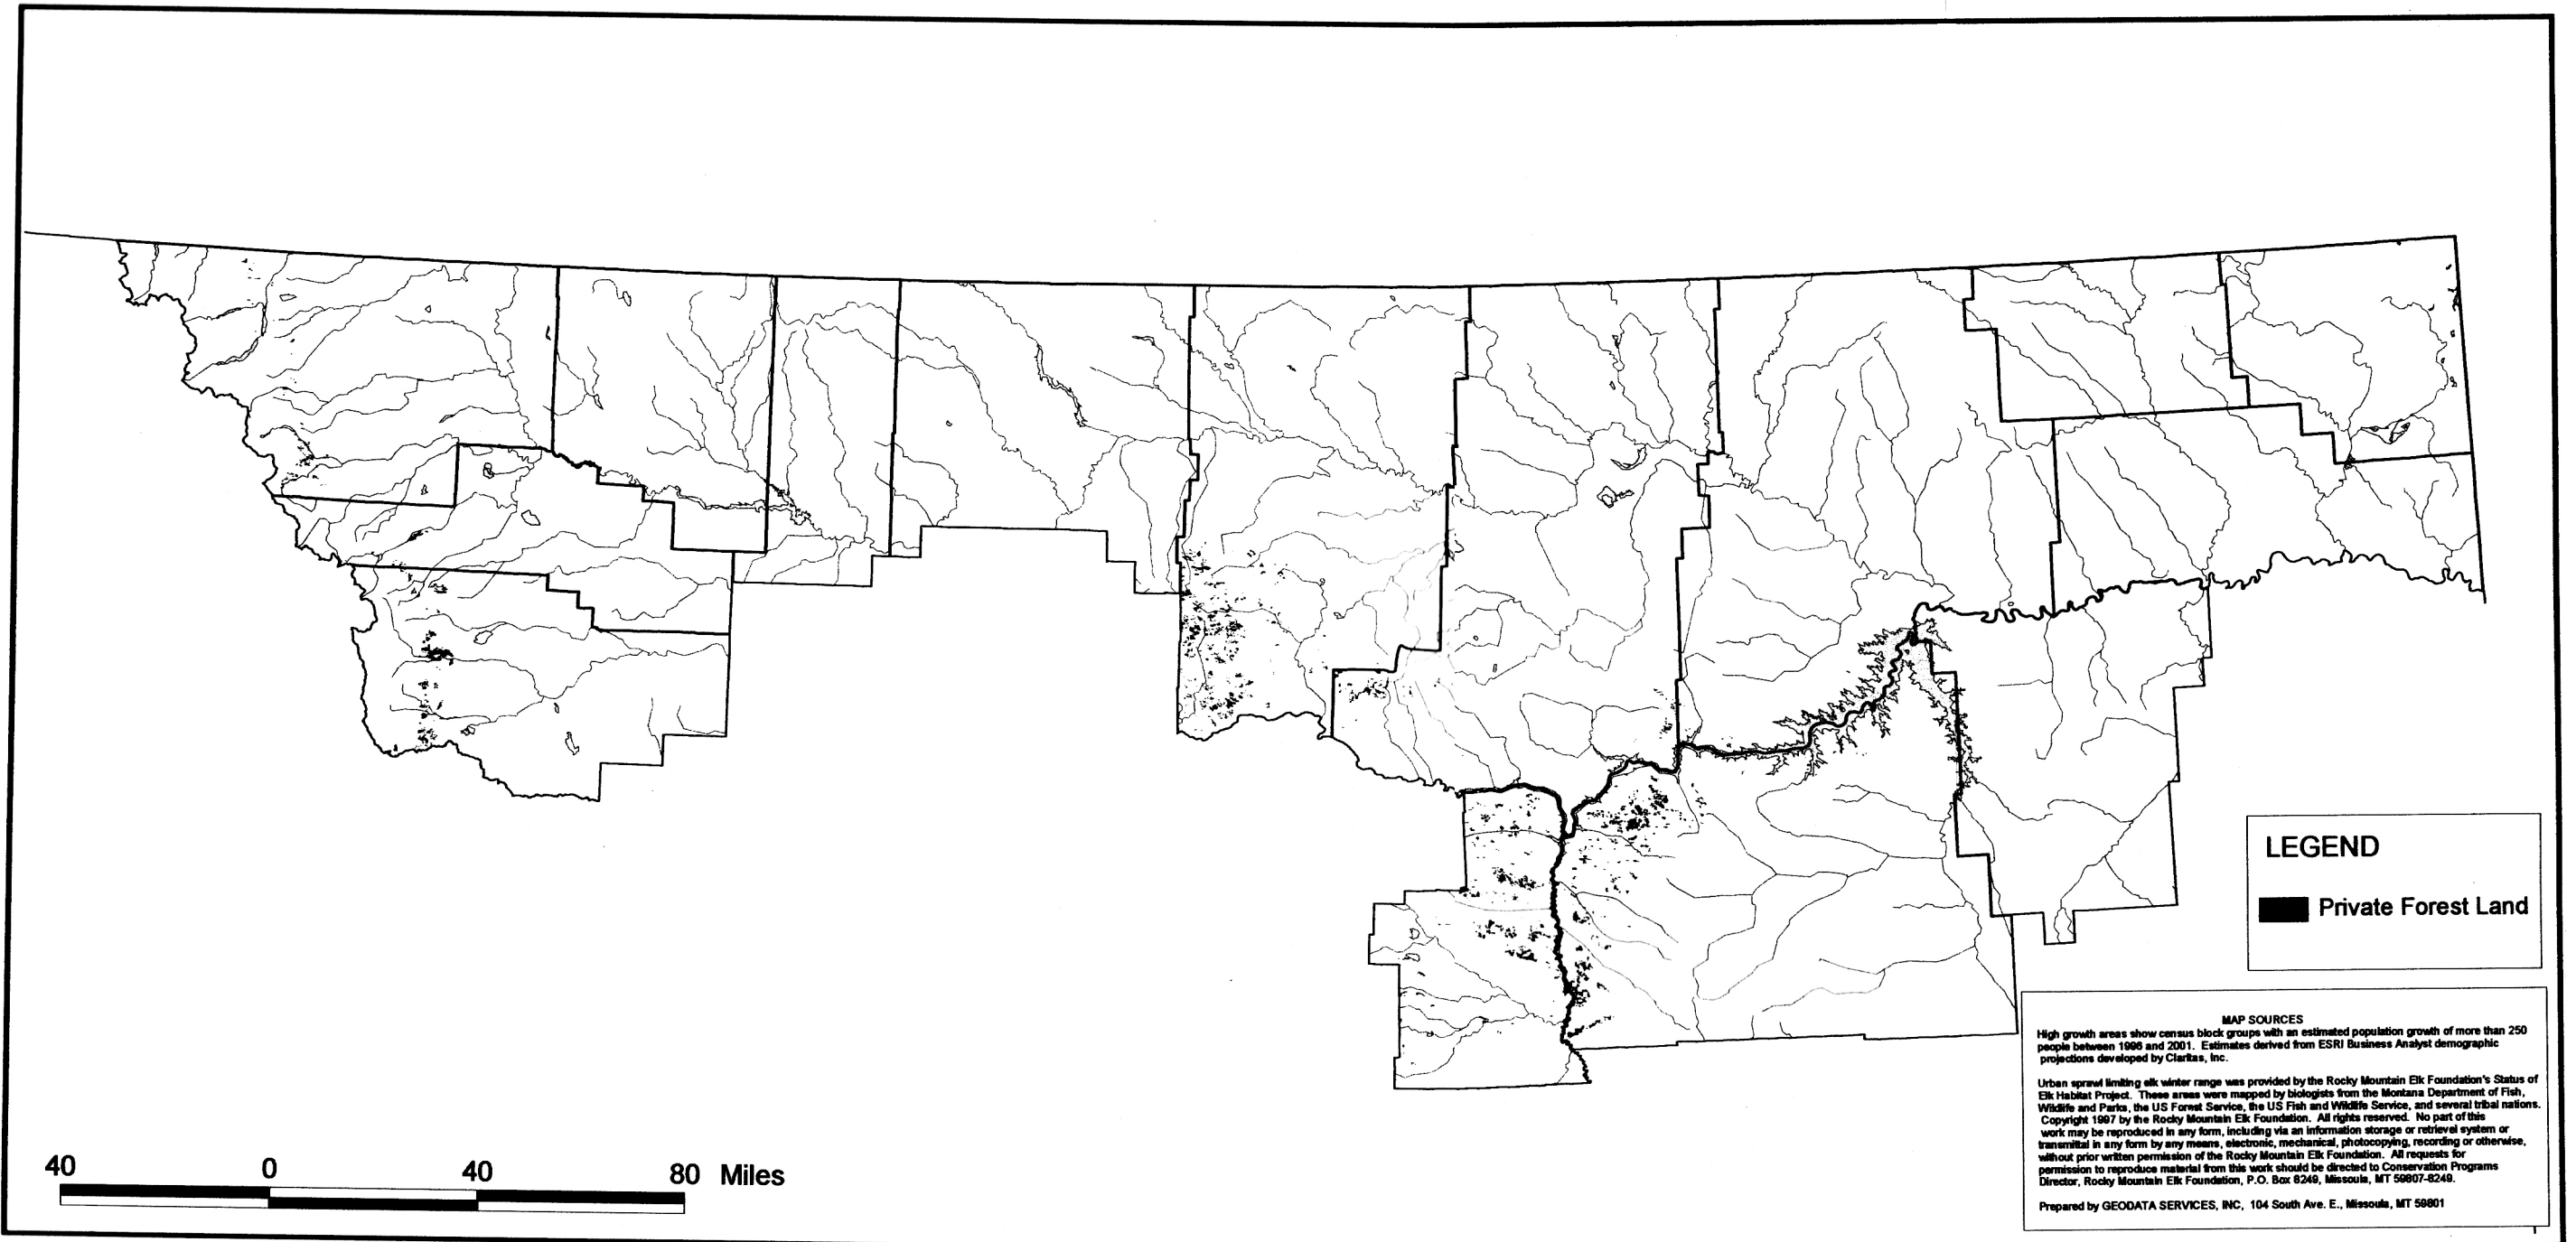 LEGEND
Private Forest Land
MAP SOURCES
High growth areas show census block groups with an estimated population growth of more than 250
people between 1996 and 2001. Estimates derived from ESRI Business Analyst demographic
projections developed by Claritas, Inc.
Urban sprawl limiting elk winter range was provided by the Rocky Mountain Elk Foundation's Status of
Elk Habitat Project. These areas were mapped by biologists from the Montana Department of Fish,
Wildlife and Parks, the US Forest Service, the US Fish and Wildlife Service, and several tribal nations.
Copyright 1997 by the Rocky Mountain Elk Foundation. All rights reserved. No part of this
work may be reproduced in any form, including via an information storage or retrievel system or
transmittal in any form by any means, electronic, mechanical, photocopying, recording or otherwise,
without prior written permission of the Rocky Mountain Elk Foundation. All requests for
permission to reproduce material from this work should be directed to Conservation Programs
Director, Rocky Mountain Elk Foundation, P.O. Box 8249, Missoula, MT 59807-8249.
Prepared by GEODATA SERVICES, INC, 104 South Ave. E., Missoula, MT 59801
40 0 40 80 Miles